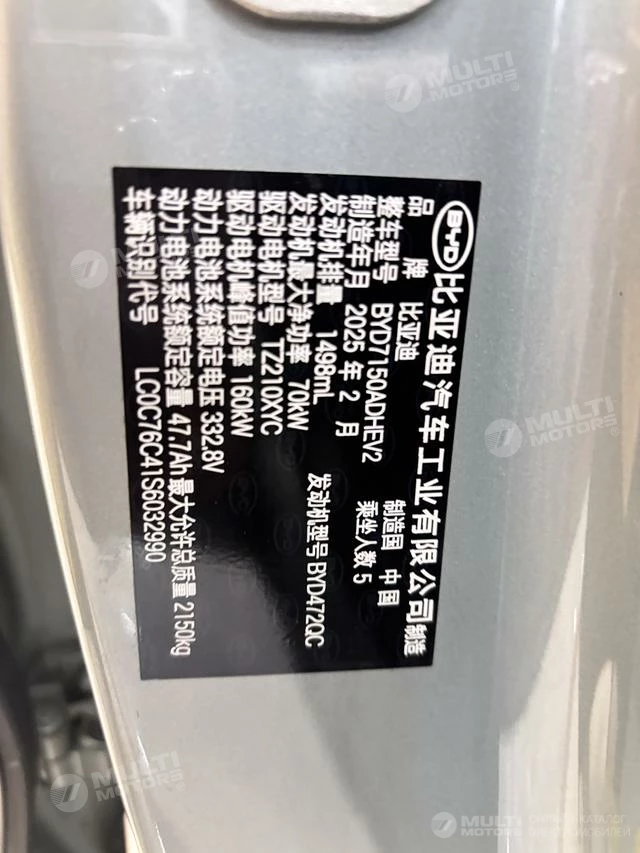 BYD 比亚迪汽车工业有限公司 制造
品牌 比亚迪 制造国 中国
整车型号 BYD7150ADHEV2 乘坐人数 5
制造年月 2025 年 2 月
发动机排量 1498mL 发动机型号 BYD472QC
发动机最大净功率 70kW
驱动电机型号 TZ210XYC
驱动电机峰值功率 160kW
动力电池系统额定电压 332.8V
动力电池系统额定容量 47.7Ah 最大允许总质量 2150kg
车辆识别代号 LC0C76C41S6032990
MULTI MOTORS
MULTI MOTORS
MULTI MOTORS
MULTI MOTORS
MULTI MOTORS